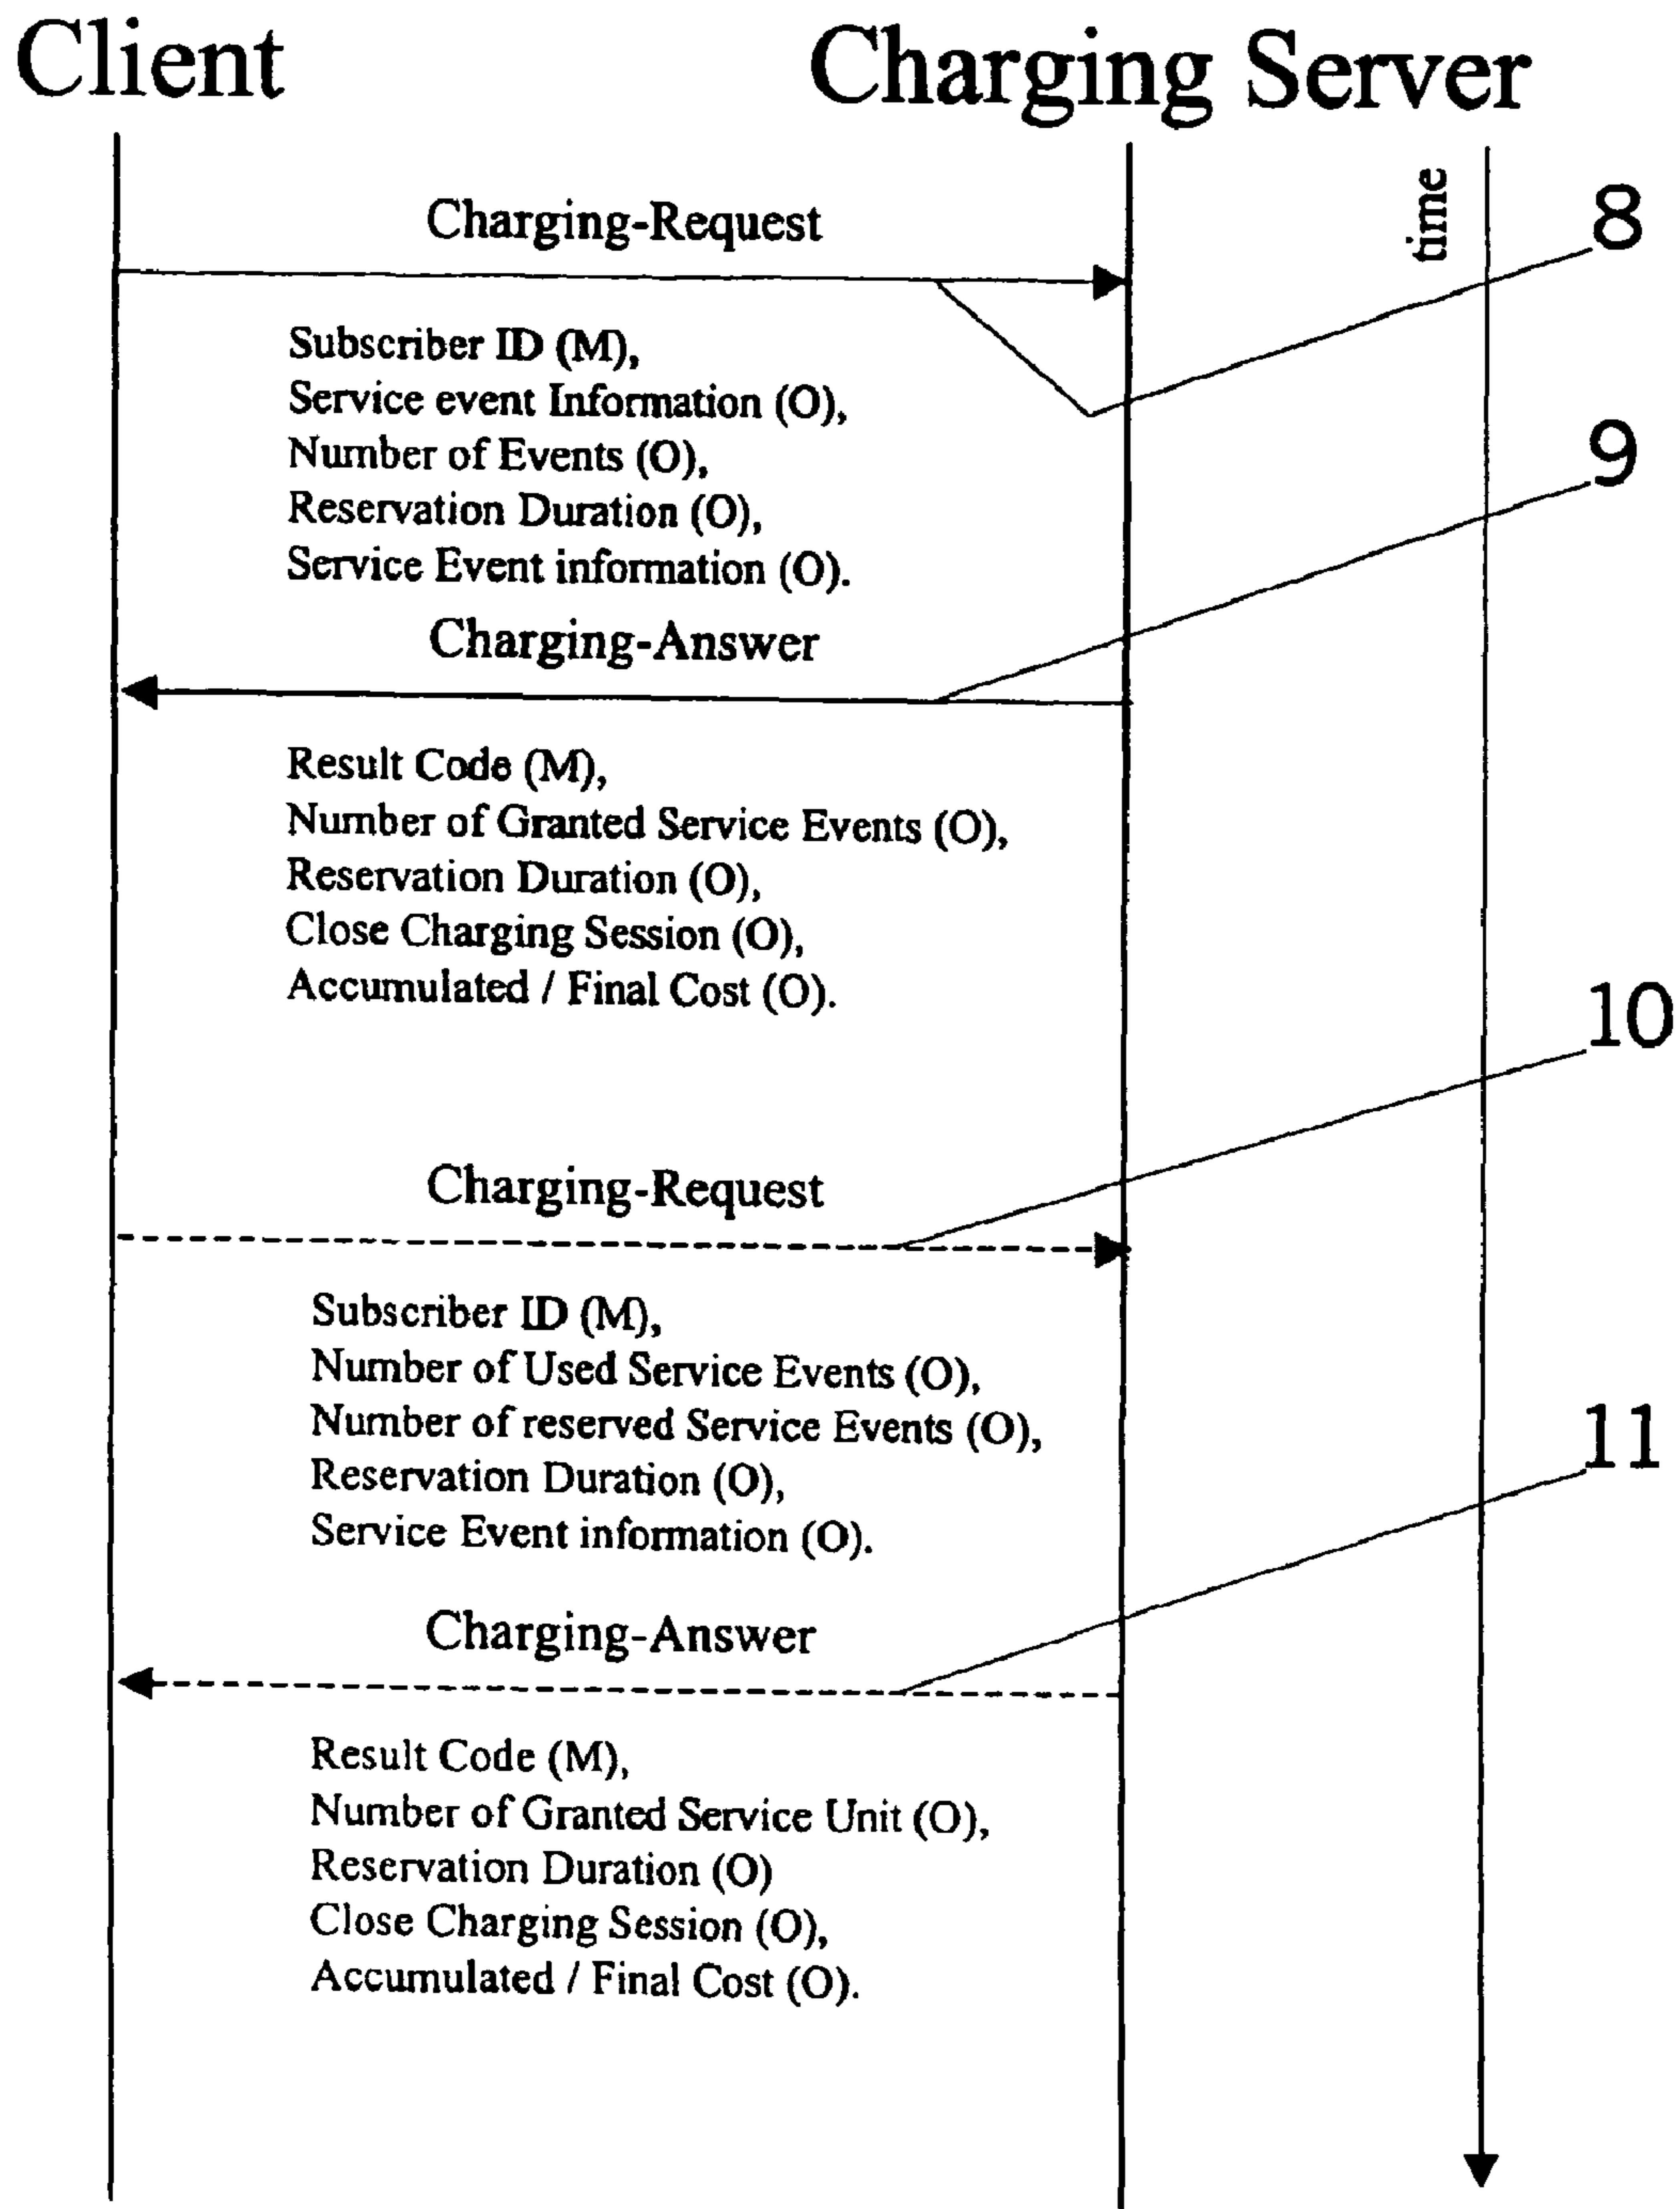 Client
Charging Server
time
Charging-Request
8
Subscriber ID (M),
Service event Information (O),
Number of Events (O),
Reservation Duration (O),
Service Event information (O).
9
Charging-Answer
Result Code (M),
Number of Granted Service Events (O),
Reservation Duration (O),
Close Charging Session (O),
Accumulated / Final Cost (O).
10
Charging-Request
Subscriber ID (M),
Number of Used Service Events (O),
Number of reserved Service Events (O),
Reservation Duration (O),
Service Event information (O).
11
Charging-Answer
Result Code (M),
Number of Granted Service Unit (O),
Reservation Duration (O)
Close Charging Session (O),
Accumulated / Final Cost (O).